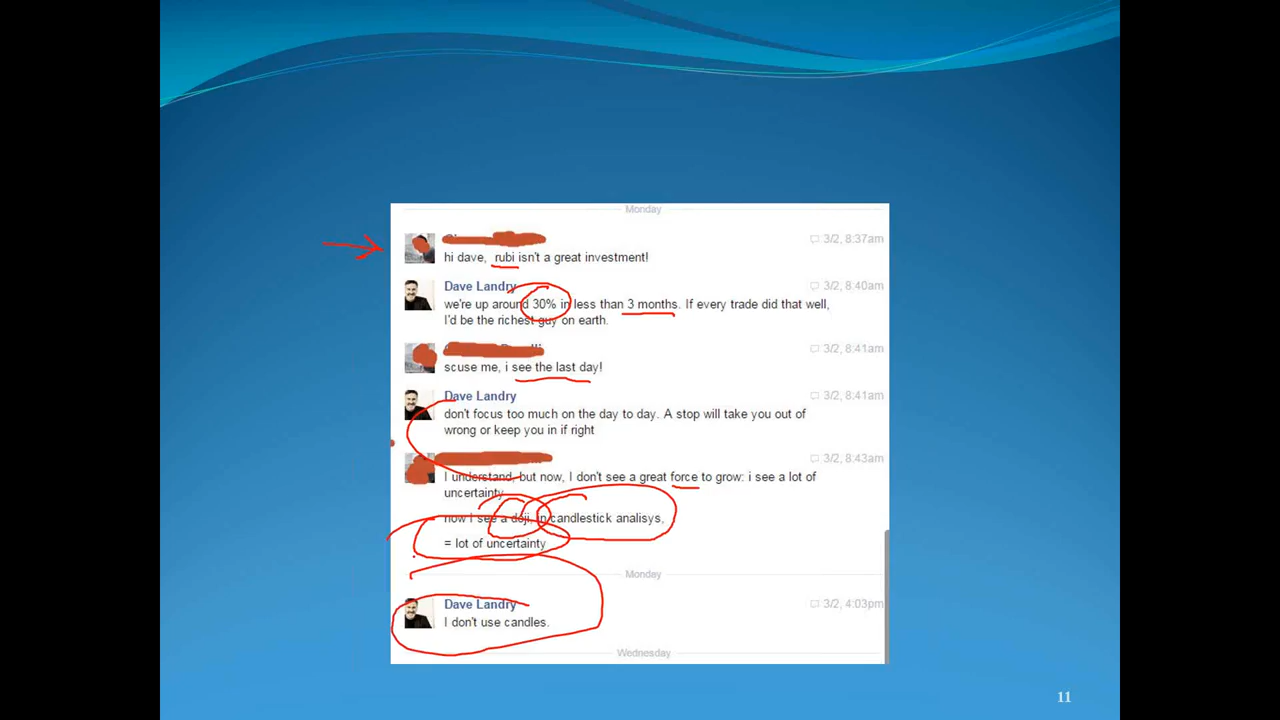 Monday
3/2, 8:37am
hi dave, rubi isn't a great investment!
Dave Landry 3/2, 8:40am
we're up around 30% in less than 3 months. If every trade did that well,
I'd be the richest guy on earth.
3/2, 8:41am
scuse me, i see the last day!
Dave Landry 3/2, 8:41am
don't focus too much on the day to day. A stop will take you out of
wrong or keep you in if right
3/2, 8:43am
I understand, but now, I don't see a great force to grow: i see a lot of
uncertainty
now I see a doji, in candlestick analisys,
= lot of uncertainty
Monday
Dave Landry 3/2, 4:03pm
I don't use candles.
Wednesday
11